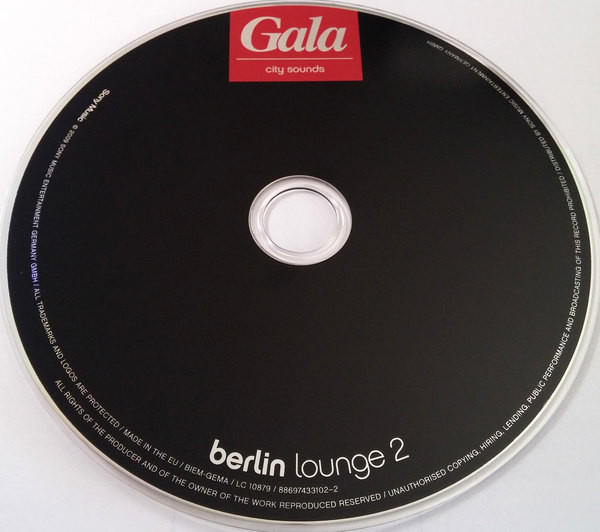 Gala
city sounds
Sony Music
℗ 2009 SONY MUSIC ENTERTAINMENT GERMANY GMBH / ALL TRADEMARKS AND LOGOS ARE PROTECTED / MADE IN THE EU / BIEM-GEMA / LC 10879 / 88697433102-2
ALL RIGHTS OF THE PRODUCER AND OF THE OWNER OF THE WORK REPRODUCED RESERVED / UNAUTHORISED COPYING, HIRING, LENDING, PUBLIC PERFORMANCE AND BROADCASTING OF THIS RECORD PROHIBITED / DISTRIBUTED BY SONY MUSIC ENTERTAINMENT GERMANY GMBH
berlin lounge 2